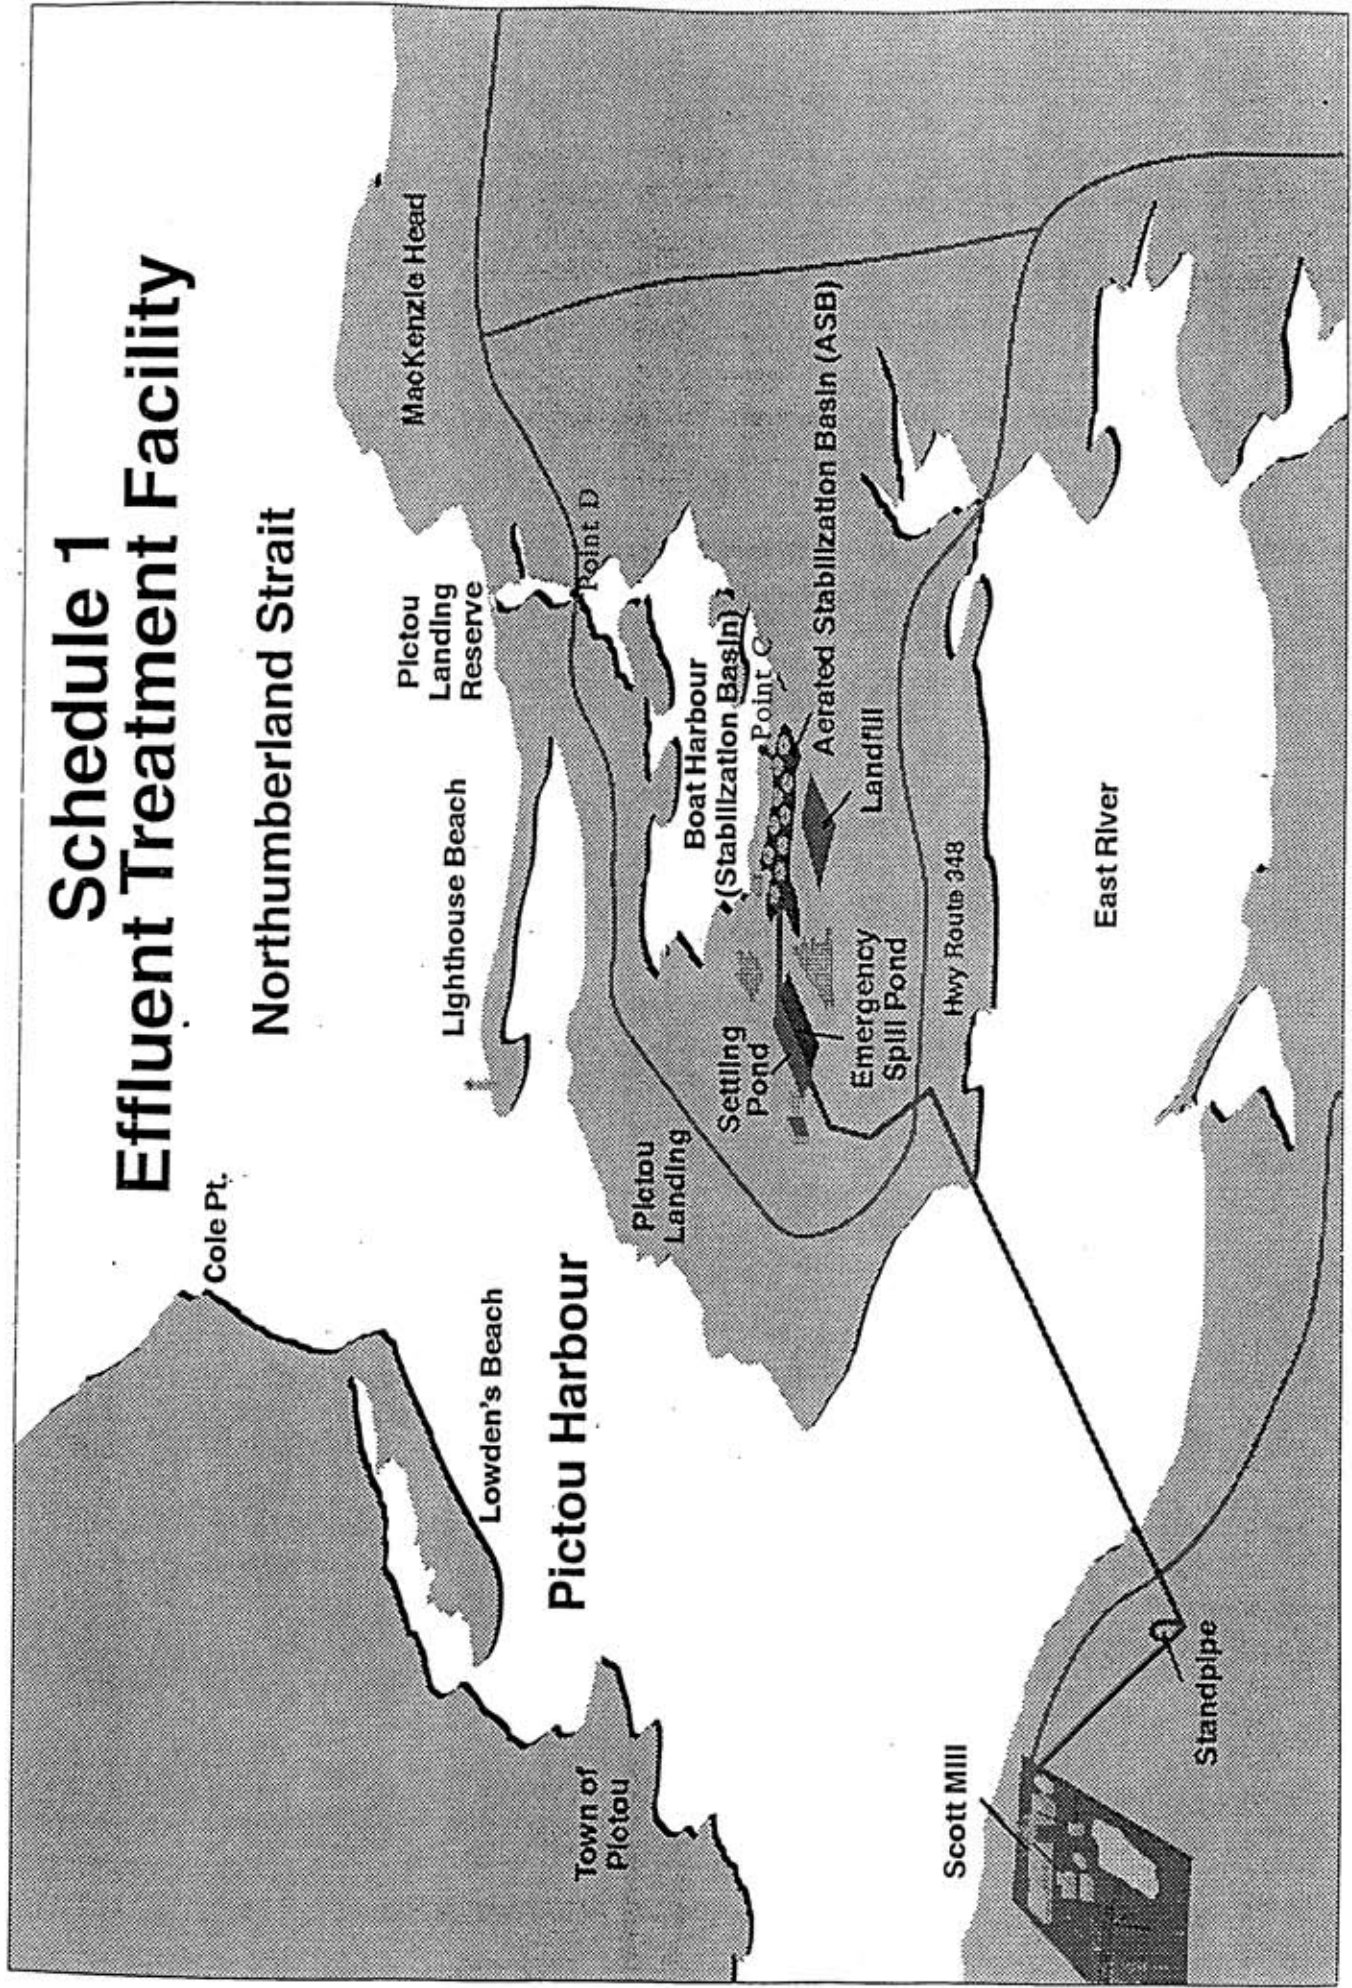 Schedule 1
Effluent Treatment Facility
Northumberland Strait
Cole Pt.
MacKenzie Head
Pictou
Landing
Reserve
Lighthouse Beach
Lowden's Beach
Pictou Harbour
Point D
Pictou
Landing
Boat Harbour
(Stabilization Basin)
Point C
Settling
Pond
Aerated Stabilization Basin (ASB)
Landfill
Emergency
Spill Pond
Hwy Route 348
Town of
Pictou
East River
Scott Mill
Standpipe